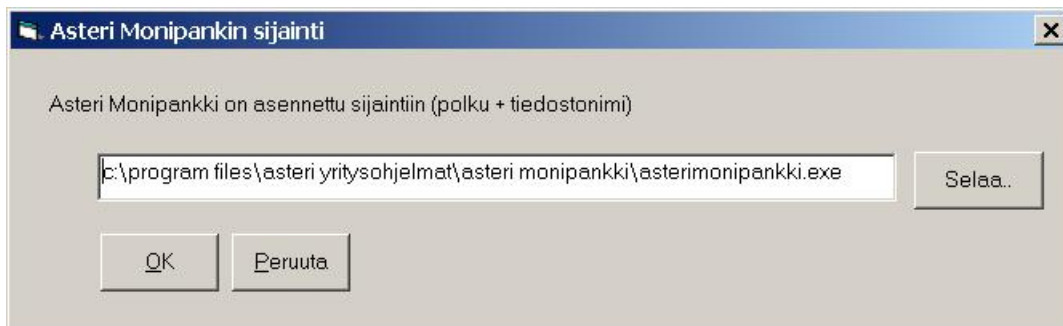 Asteri Monipankin sijainti
Asteri Monipankki on asennettu sijaintiin (polku + tiedostonimi)
c:\program files\asteri yritysohjelmat\asteri monipankki\asterimonipankki.exe
Selaa..
OK Peruuta